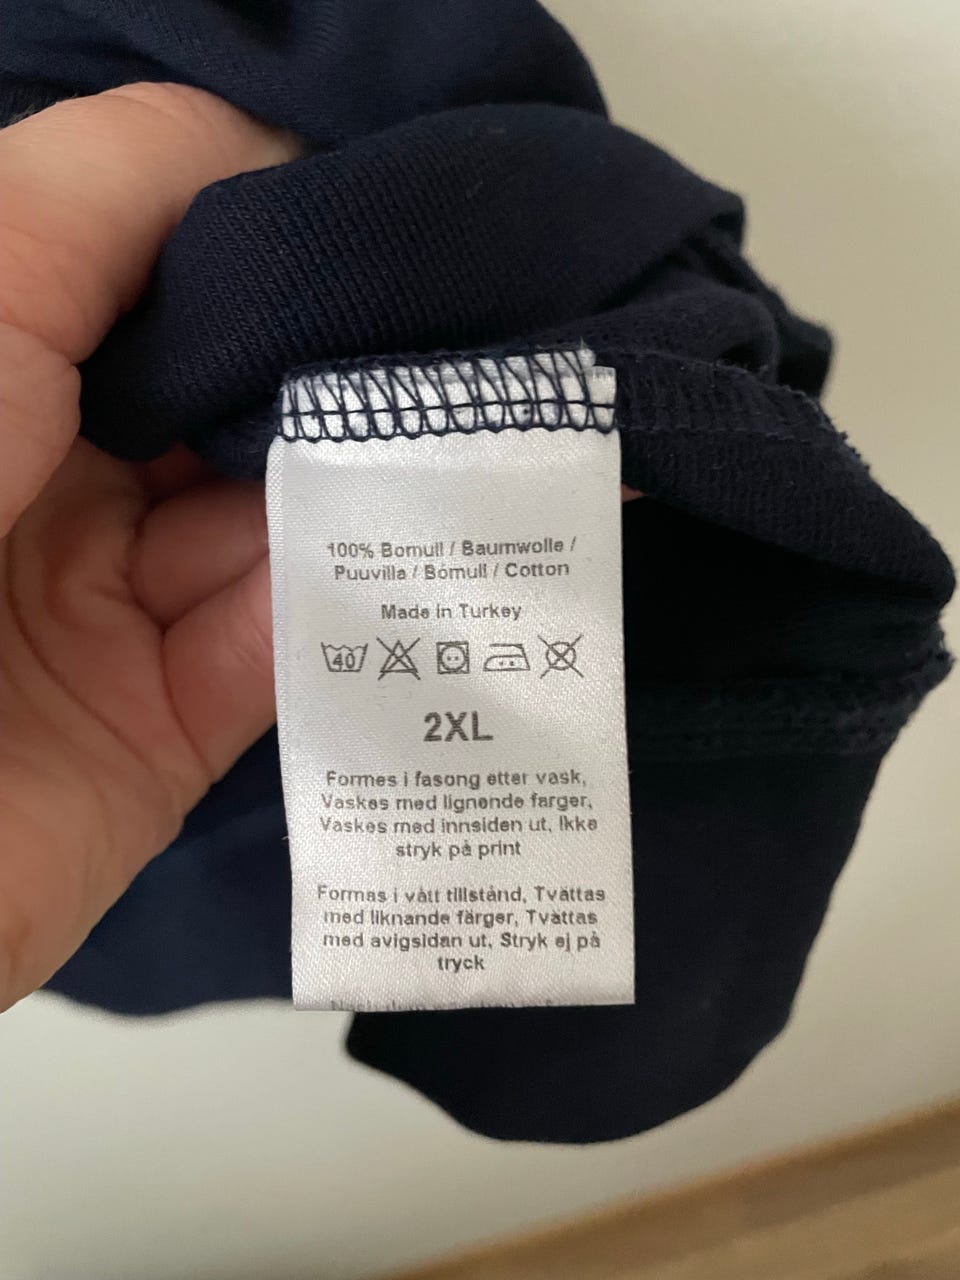 100% Bomull / Baumwolle /
Puuvilla / Bómull / Cotton
Made in Turkey
40
2XL
Formes i fasong etter vask,
Vaskes med lignende farger,
Vaskes med innsiden ut, Ikke
stryk på print
Formas i vått tillstånd, Tvättas
med liknande färger, Tvättas
med avigsidan ut, Stryk ej på
tryck